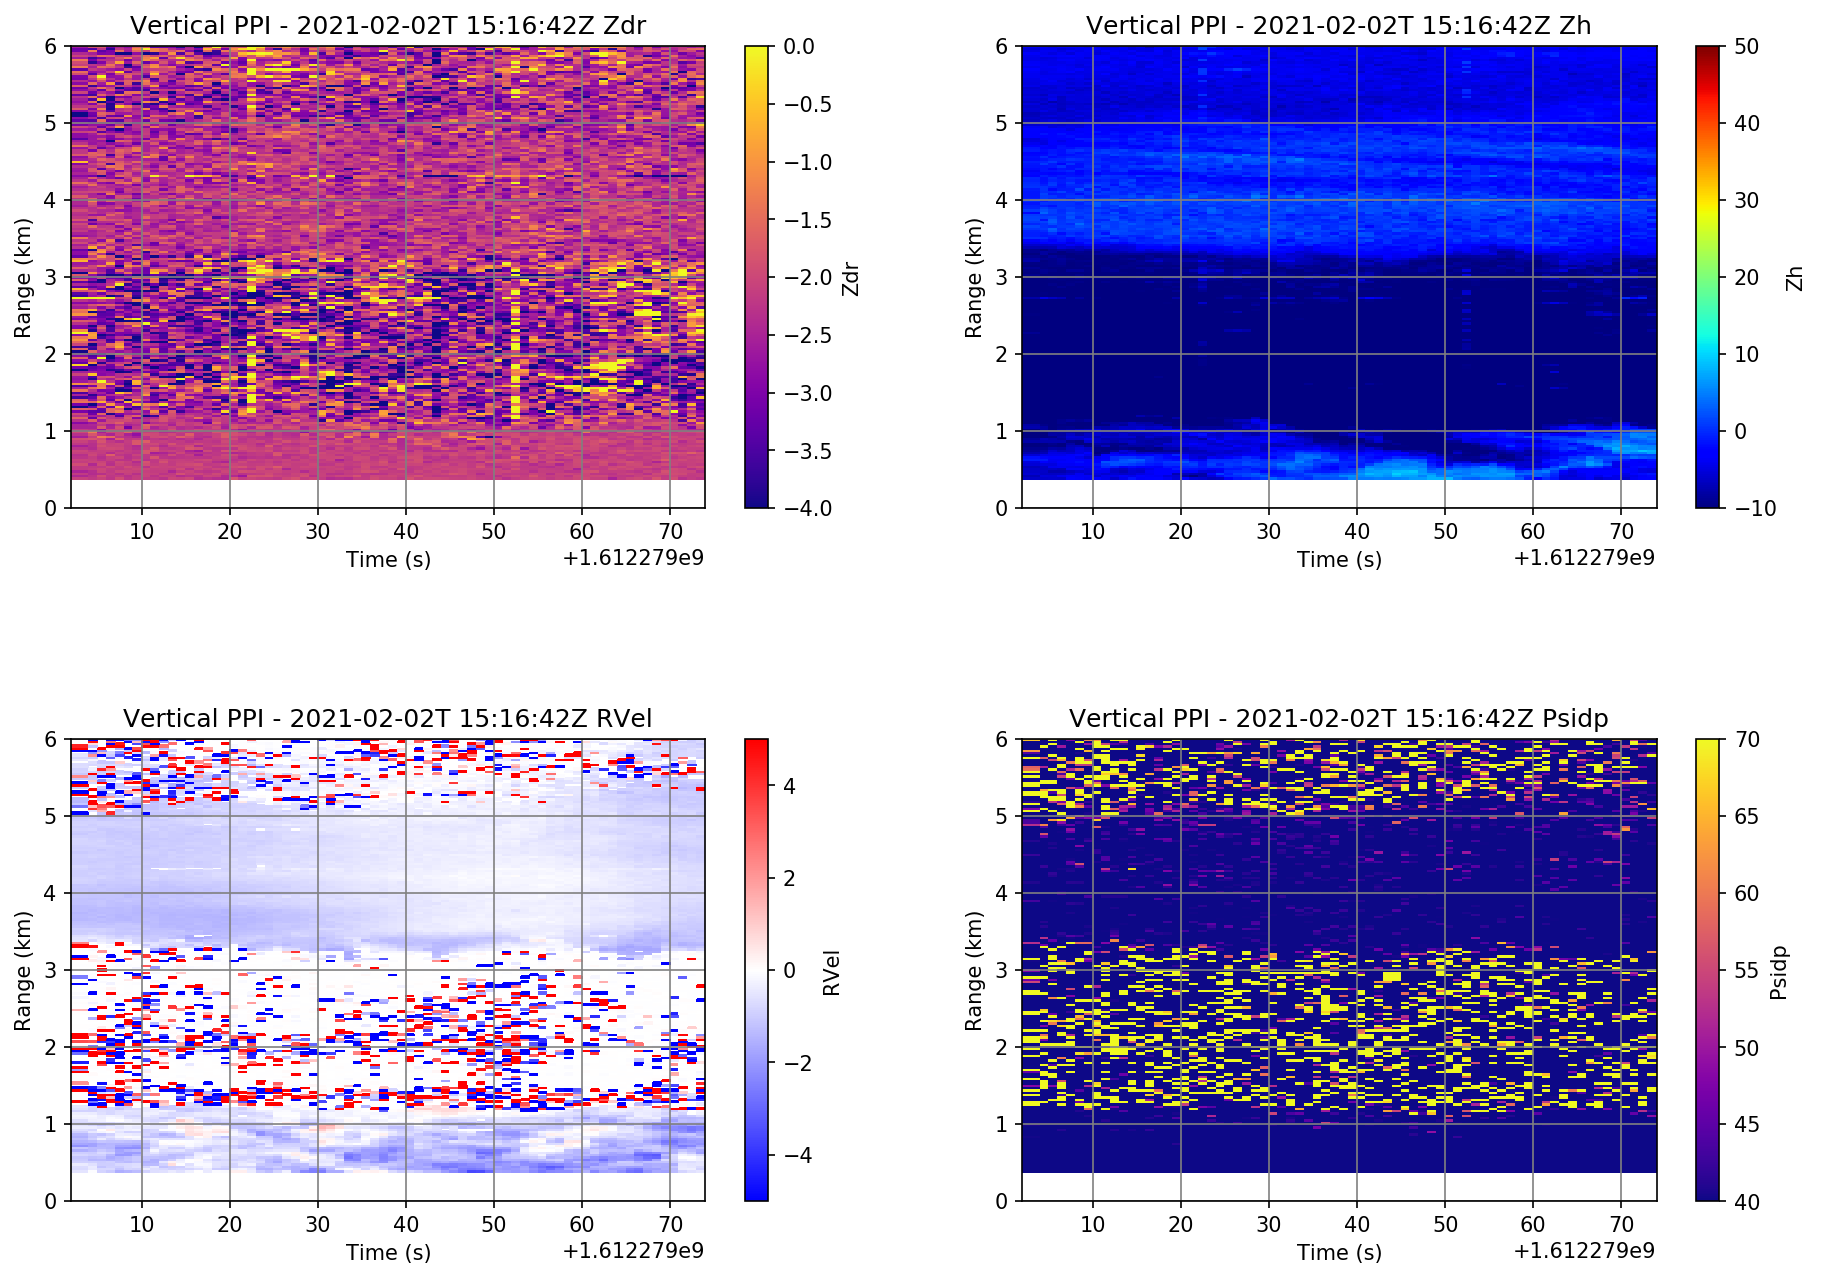 Vertical PPI - 2021-02-02T 15:16:42Z Zdr
6
5
4
3
2
1
0
Range (km)
10 20 30 40 50 60 70
Time (s)
+1.612279e9
0.0
−0.5
−1.0
−1.5
−2.0
−2.5
−3.0
−3.5
−4.0
Zdr
Vertical PPI - 2021-02-02T 15:16:42Z Zh
6
5
4
3
2
1
0
Range (km)
10 20 30 40 50 60 70
Time (s)
+1.612279e9
50
40
30
20
10
0
−10
Zh
Vertical PPI - 2021-02-02T 15:16:42Z RVel
6
5
4
3
2
1
0
Range (km)
10 20 30 40 50 60 70
Time (s)
+1.612279e9
4
2
0
−2
−4
RVel
Vertical PPI - 2021-02-02T 15:16:42Z Psidp
6
5
4
3
2
1
0
Range (km)
10 20 30 40 50 60 70
Time (s)
+1.612279e9
70
65
60
55
50
45
40
Psidp